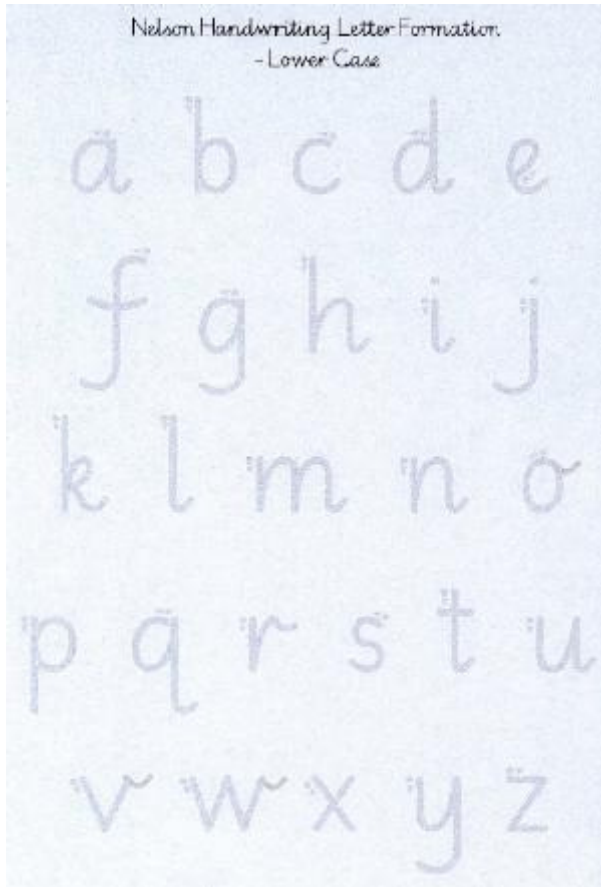 Nelson Handwriting Letter Formation
- Lower Case
a b c d e
f g h i j
k l m n o
p q r s t u
v w x y z